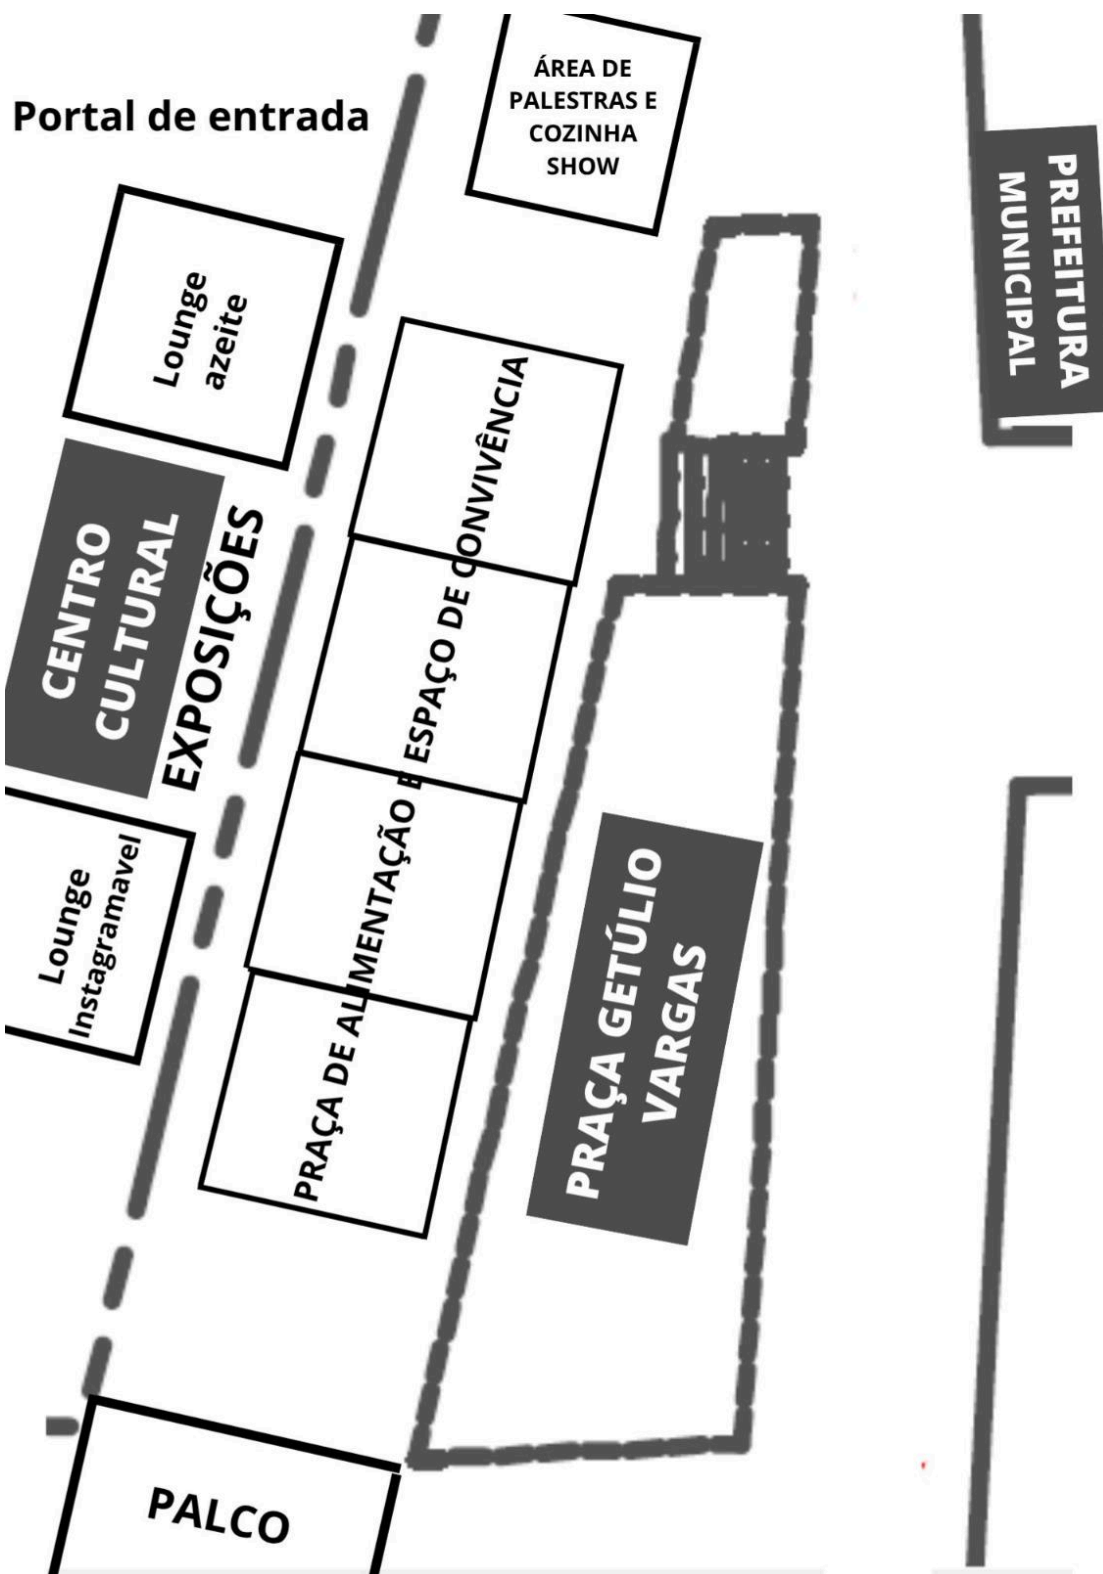 ÁREA DE
PALESTRAS E
COZINHA
SHOW
Portal de entrada
PREFEITURA
MUNICIPAL
Lounge
azeite
CENTRO
CULTURAL
EXPOSIÇÕES
PRAÇA DE ALIMENTAÇÃO E ESPAÇO DE CONVIVÊNCIA
Lounge
Instagramavel
PRAÇA GETÚLIO
VARGAS
PALCO